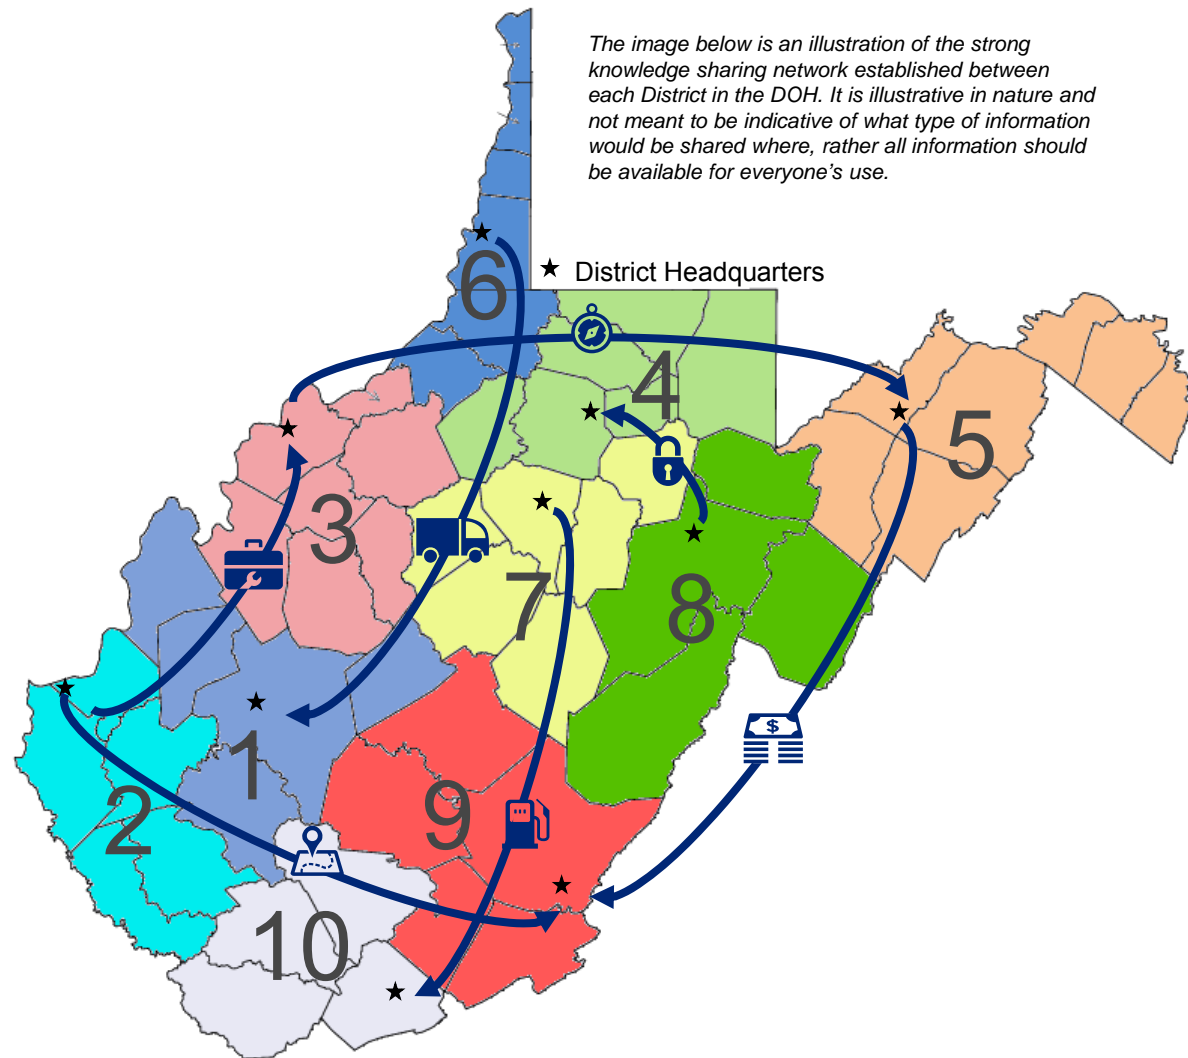 The image below is an illustration of the strong
knowledge sharing network established between
each District in the DOH. It is illustrative in nature and
not meant to be indicative of what type of information
would be shared where, rather all information should
be available for everyone’s use.
6
District Headquarters
4
5
3
7
8
1
9
2
10
$